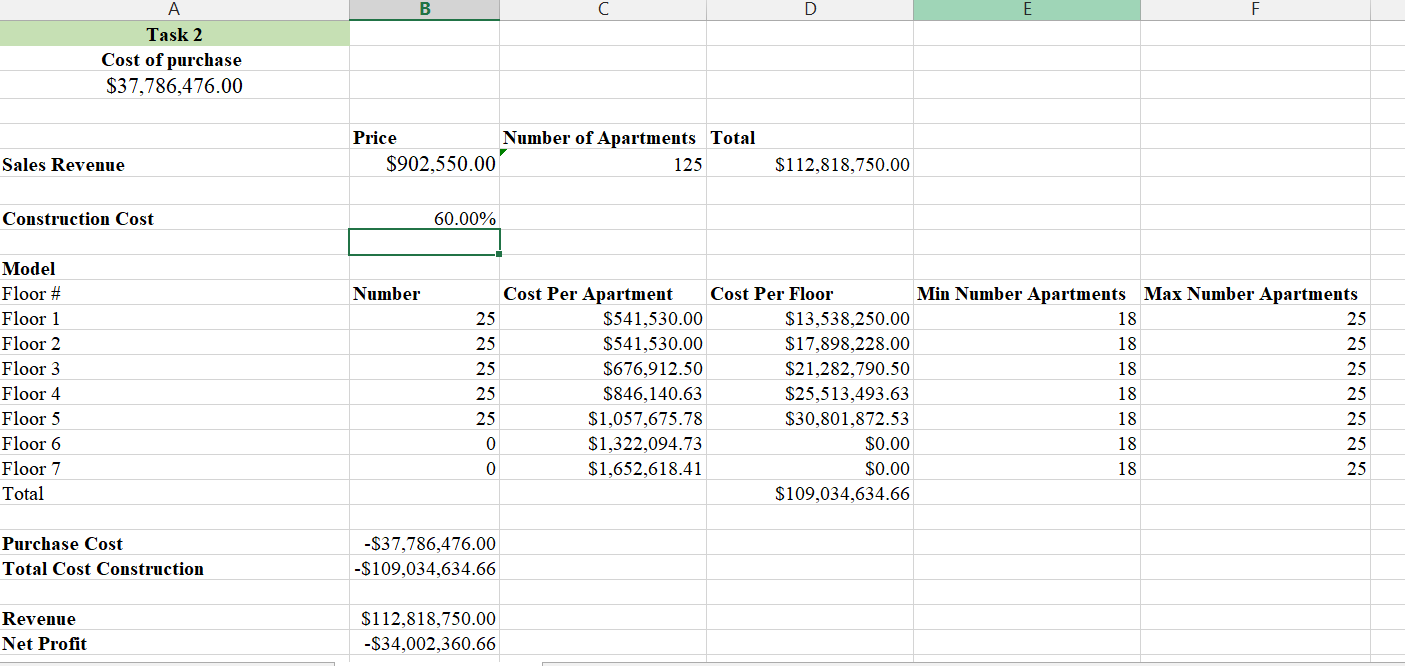 A B C D E F
Task 2
Cost of purchase
$37,786,476.00
Price Number of Apartments Total
Sales Revenue $902,550.00 125 $112,818,750.00
Construction Cost 60.00%
Model
Floor # Number Cost Per Apartment Cost Per Floor Min Number Apartments Max Number Apartments
Floor 1 25 $541,530.00 $13,538,250.00 18 25
Floor 2 25 $541,530.00 $17,898,228.00 18 25
Floor 3 25 $676,912.50 $21,282,790.50 18 25
Floor 4 25 $846,140.63 $25,513,493.63 18 25
Floor 5 25 $1,057,675.78 $30,801,872.53 18 25
Floor 6 0 $1,322,094.73 $0.00 18 25
Floor 7 0 $1,652,618.41 $0.00 18 25
Total $109,034,634.66
Purchase Cost -$37,786,476.00
Total Cost Construction -$109,034,634.66
Revenue $112,818,750.00
Net Profit -$34,002,360.66